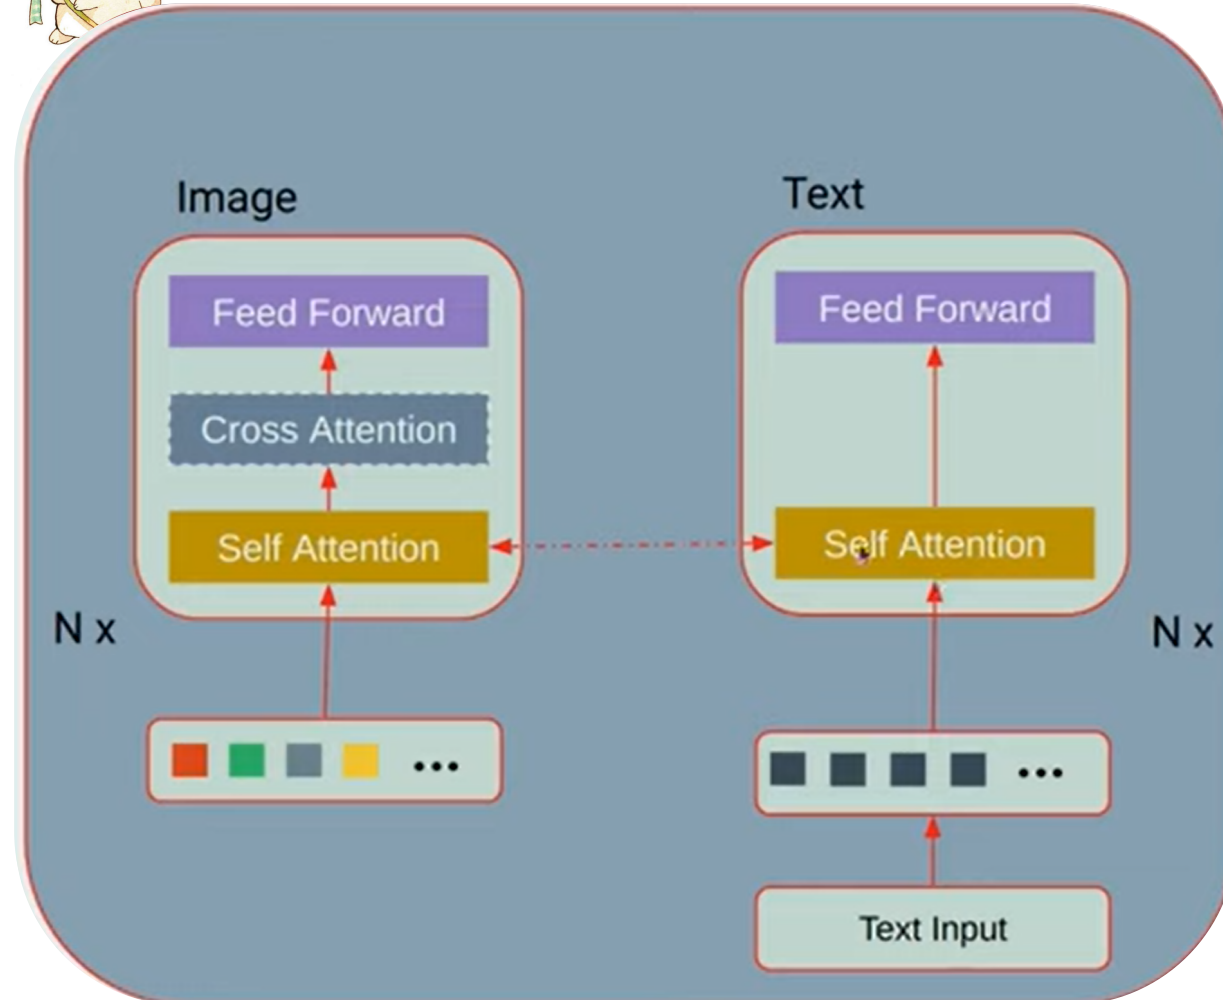 Image
Text
Feed Forward
Feed Forward
Cross Attention
Self Attention
Self Attention
N x
N x
...
...
Text Input